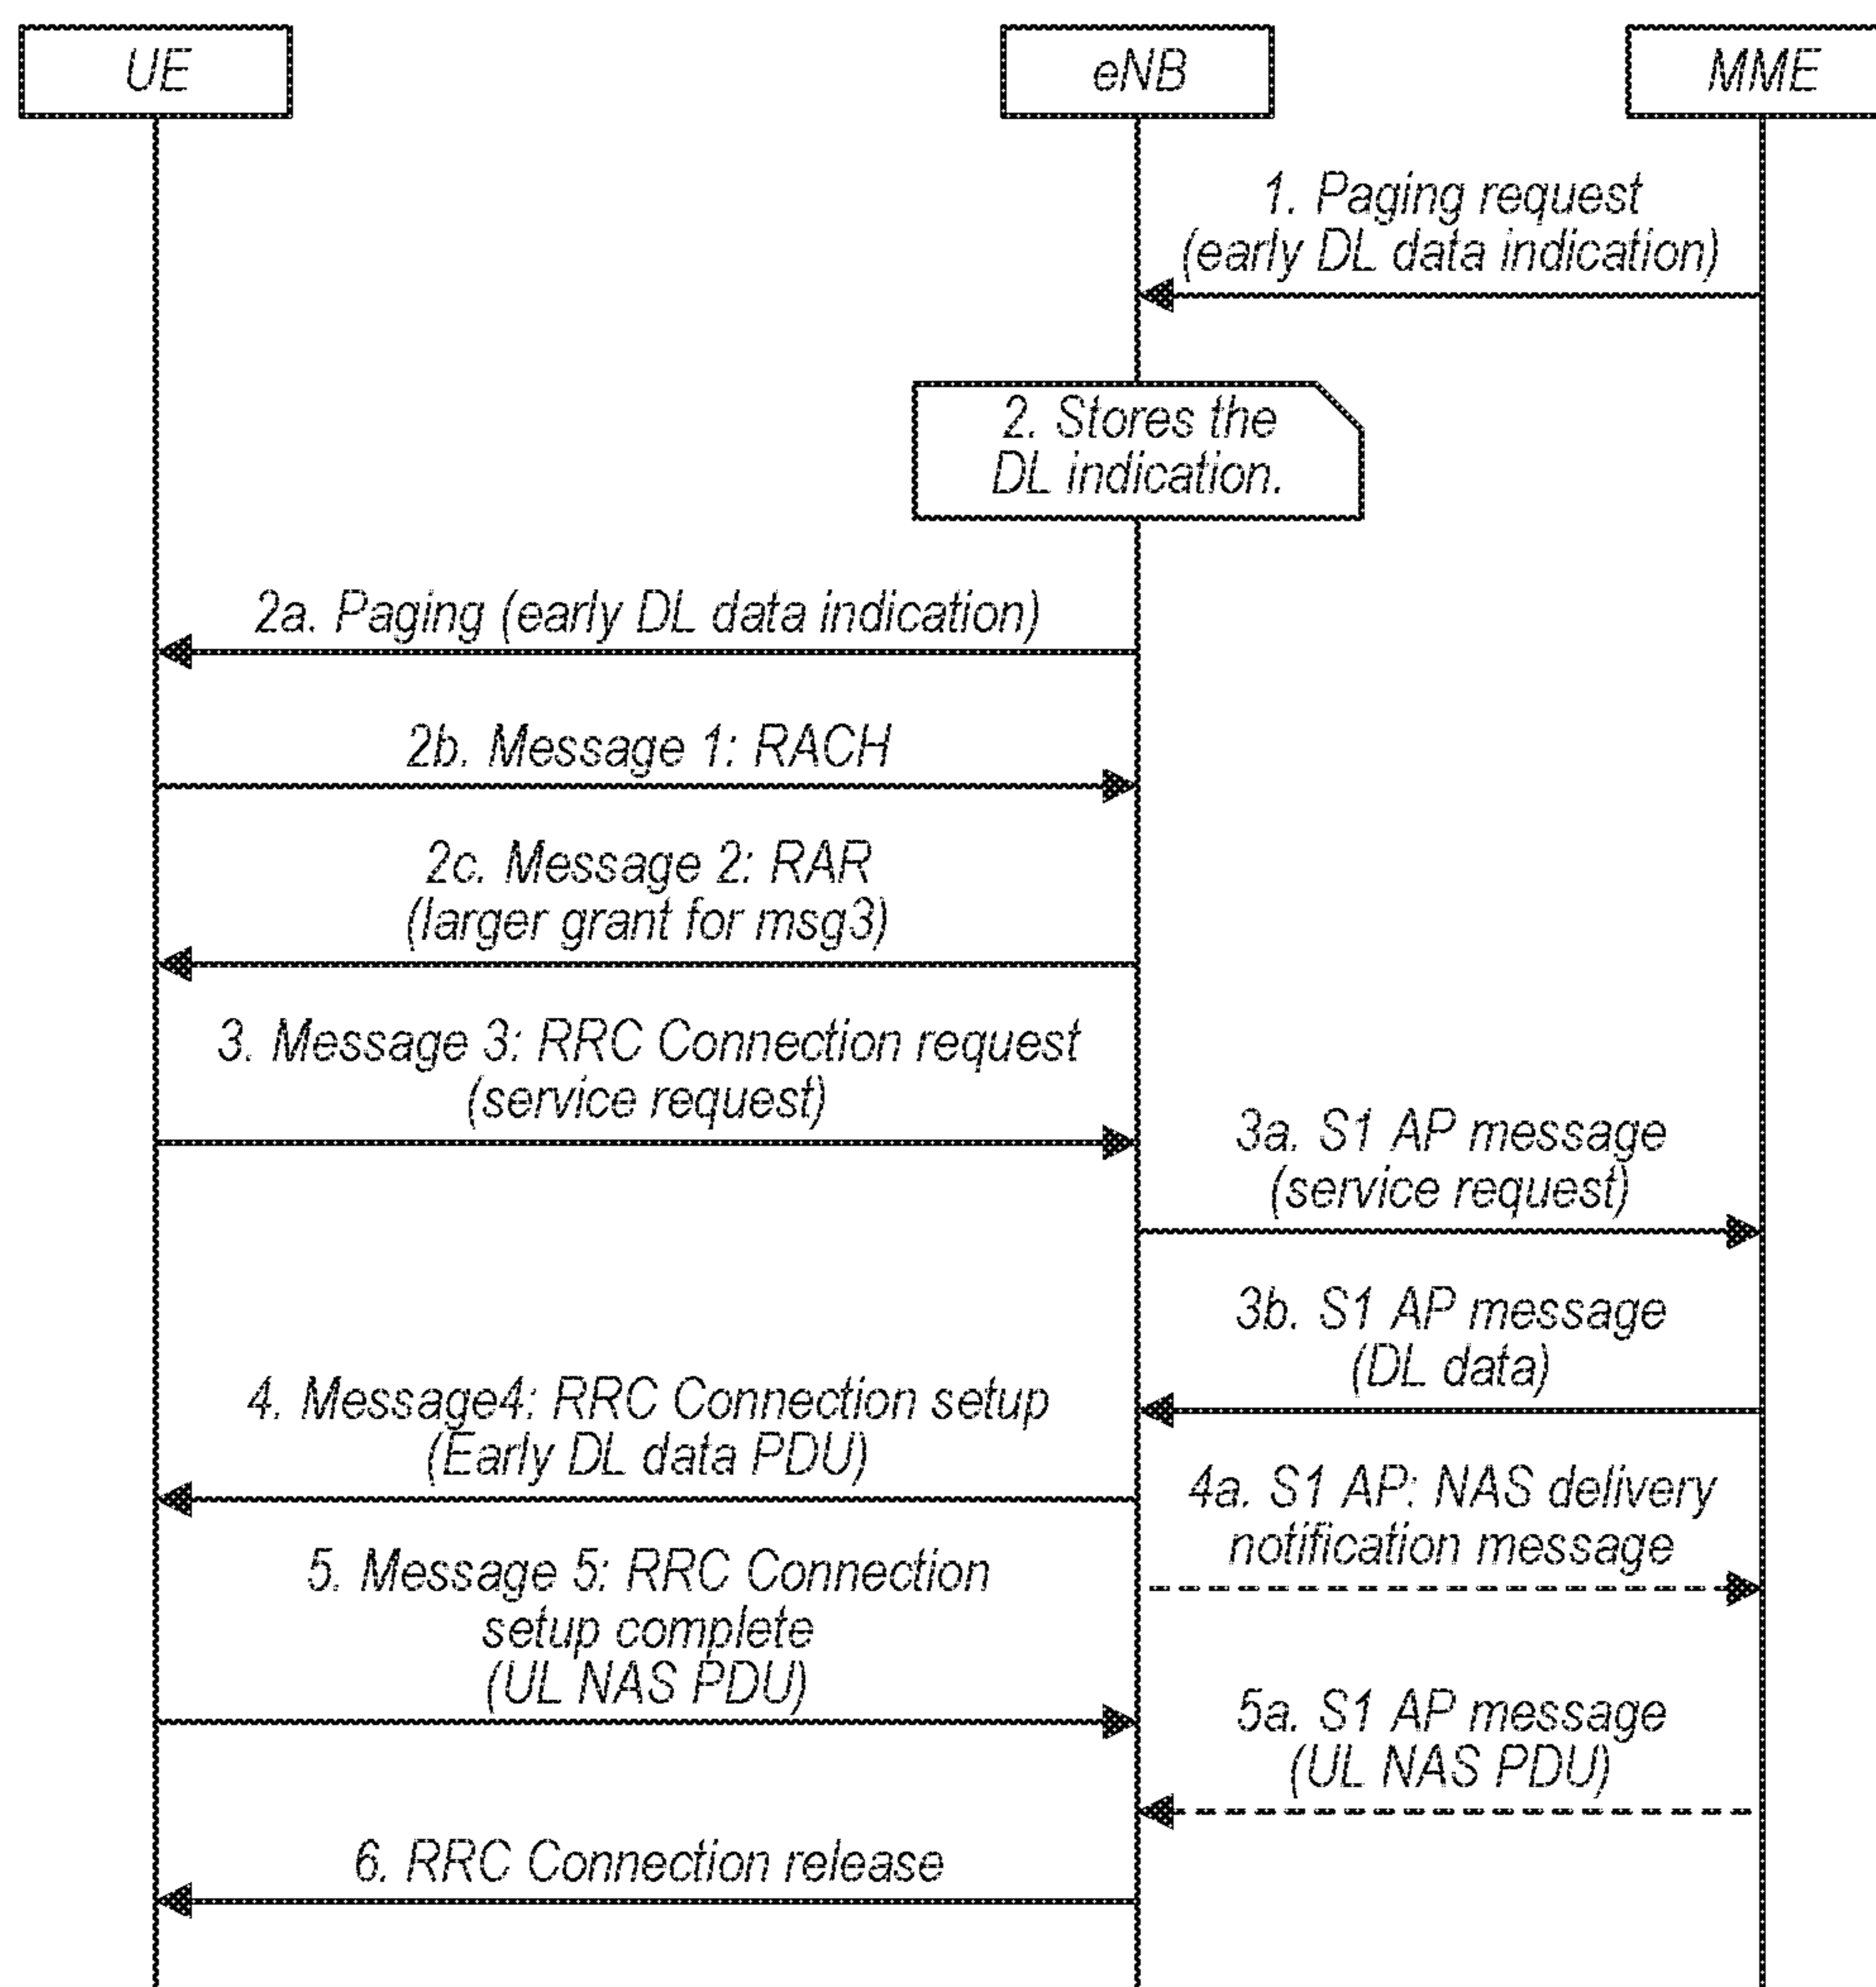 UE
eNB
MME
1. Paging request
(early DL data indication)
2. Stores the
DL indication.
2a. Paging (early DL data indication)
2b. Message 1: RACH
2c. Message 2: RAR
(larger grant for msg3)
3. Message 3: RRC Connection request
(service request)
3a. S1 AP message
(service request)
3b. S1 AP message
(DL data)
4. Message4: RRC Connection setup
(Early DL data PDU)
4a. S1 AP: NAS delivery
notification message
5. Message 5: RRC Connection
setup complete
(UL NAS PDU)
5a. S1 AP message
(UL NAS PDU)
6. RRC Connection release